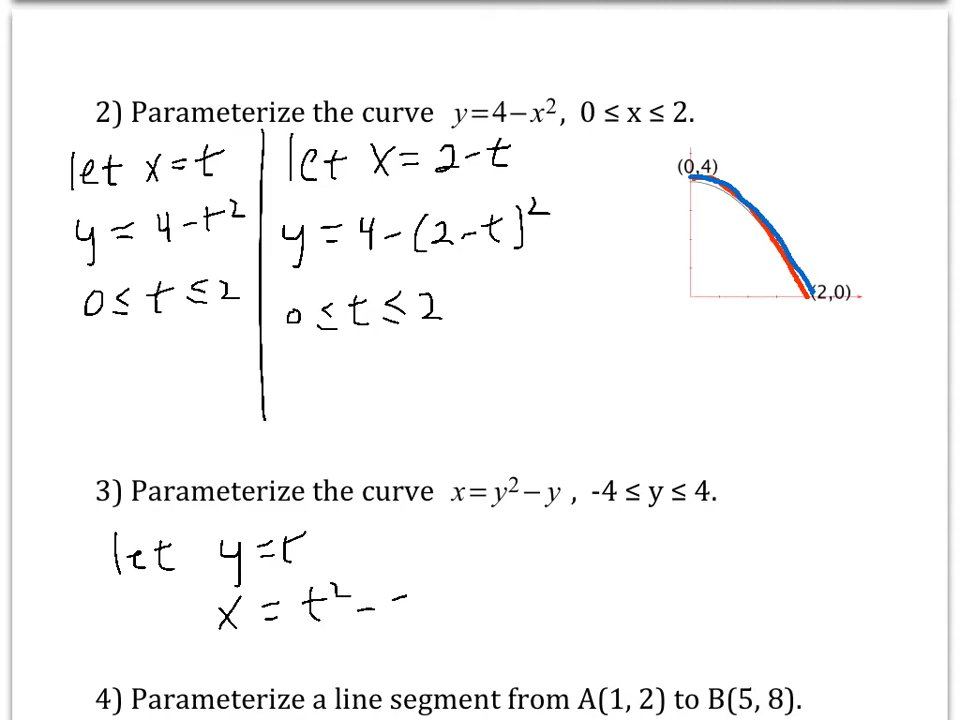 2) Parameterize the curve y=4−x², 0 ≤ x ≤ 2.
let x=t
y = 4-t²
0 ≤ t ≤ 2
let x = 2-t
y = 4-(2-t)²
0 ≤ t ≤ 2
(0,4)
(2,0)
3) Parameterize the curve x=y²−y , -4 ≤ y ≤ 4.
let y=t
x = t² -
4) Parameterize a line segment from A(1, 2) to B(5, 8).